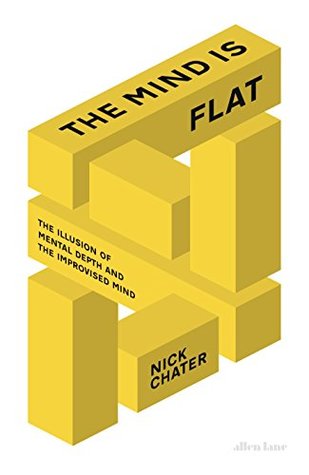 THE MIND IS
FLAT
THE ILLUSION OF
MENTAL DEPTH AND
THE IMPROVISED MIND
NICK
CHATER
allen lane